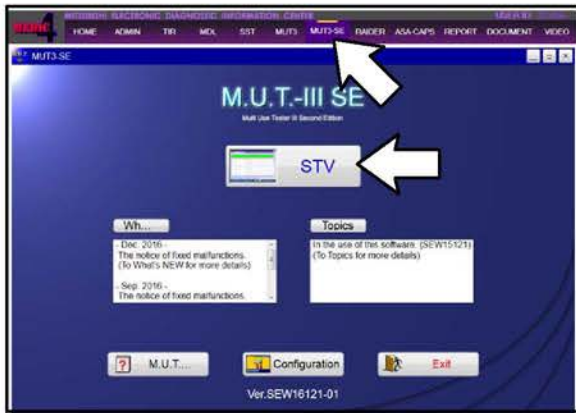 MEDIC 4
MITSUBISHI ELECTRONIC DIAGNOSTIC INFORMATION CENTER
HOME ADMIN TIR MDL SST MUT3 MUT3-SE RAIDER ASA-CAPS REPORT DOCUMENT VIDEO
MUT3-SE
M.U.T.-III SE
Multi Use Tester III Second Edition
STV
Wh...
- Dec. 2016 -
The notice of fixed malfunctions.
(To What's NEW for more details)
- Sep. 2016 -
The notice of fixed malfunctions.
Topics
In the use of this software. (SEW15121)
(To Topics for more details)
M.U.T....
Configuration
Exit
Ver.SEW16121-01